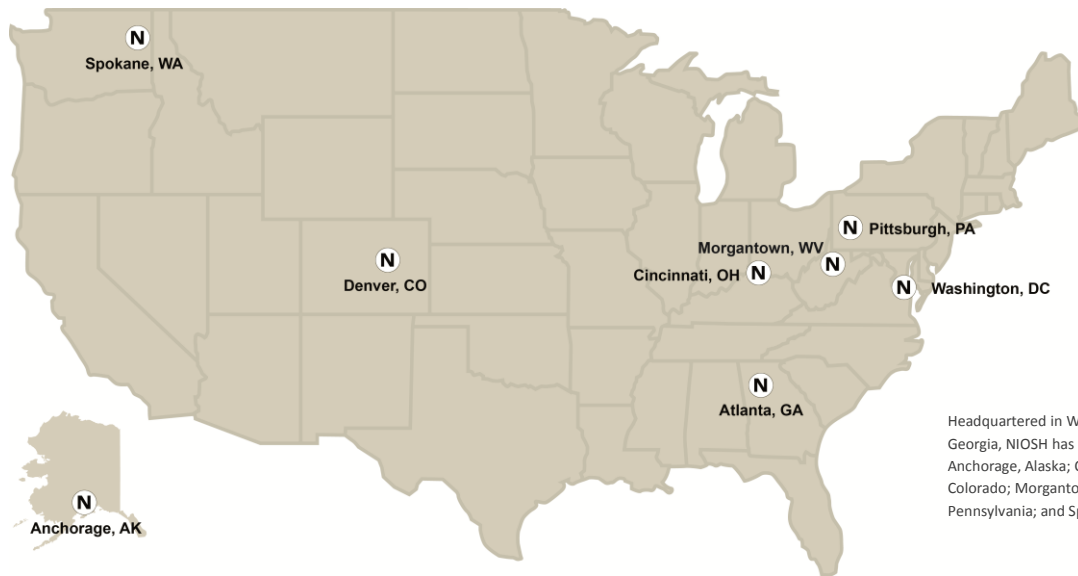 N
Spokane, WA
N
Pittsburgh, PA
Morgantown, WV
N
Cincinnati, OH N
N
Denver, CO
N Washington, DC
N
Atlanta, GA
Headquartered in W
Georgia, NIOSH has
Anchorage, Alaska; C
Colorado; Morganto
Pennsylvania; and Sp
N
Anchorage, AK